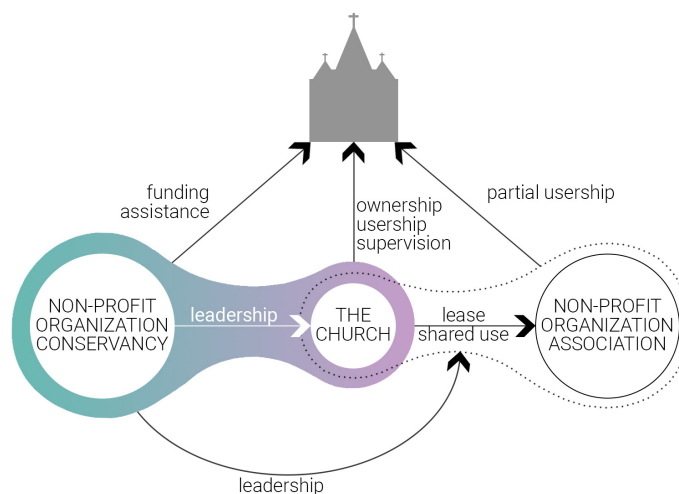 funding
assistance
ownership
usership
supervision
partial usership
NON-PROFIT
ORGANIZATION
CONSERVANCY
leadership
THE
CHURCH
lease
shared use
NON-PROFIT
ORGANIZATION
ASSOCIATION
leadership